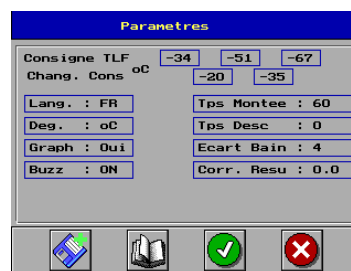 Parametres
Consigne TLF oC -34 -51 -67
Chang. Cons -20 -35
Lang. : FR Tps Montee : 60
Deg. : oC Tps Desc : 0
Graph : Oui Ecart Bain : 4
Buzz : ON Corr. Resu : 0.0